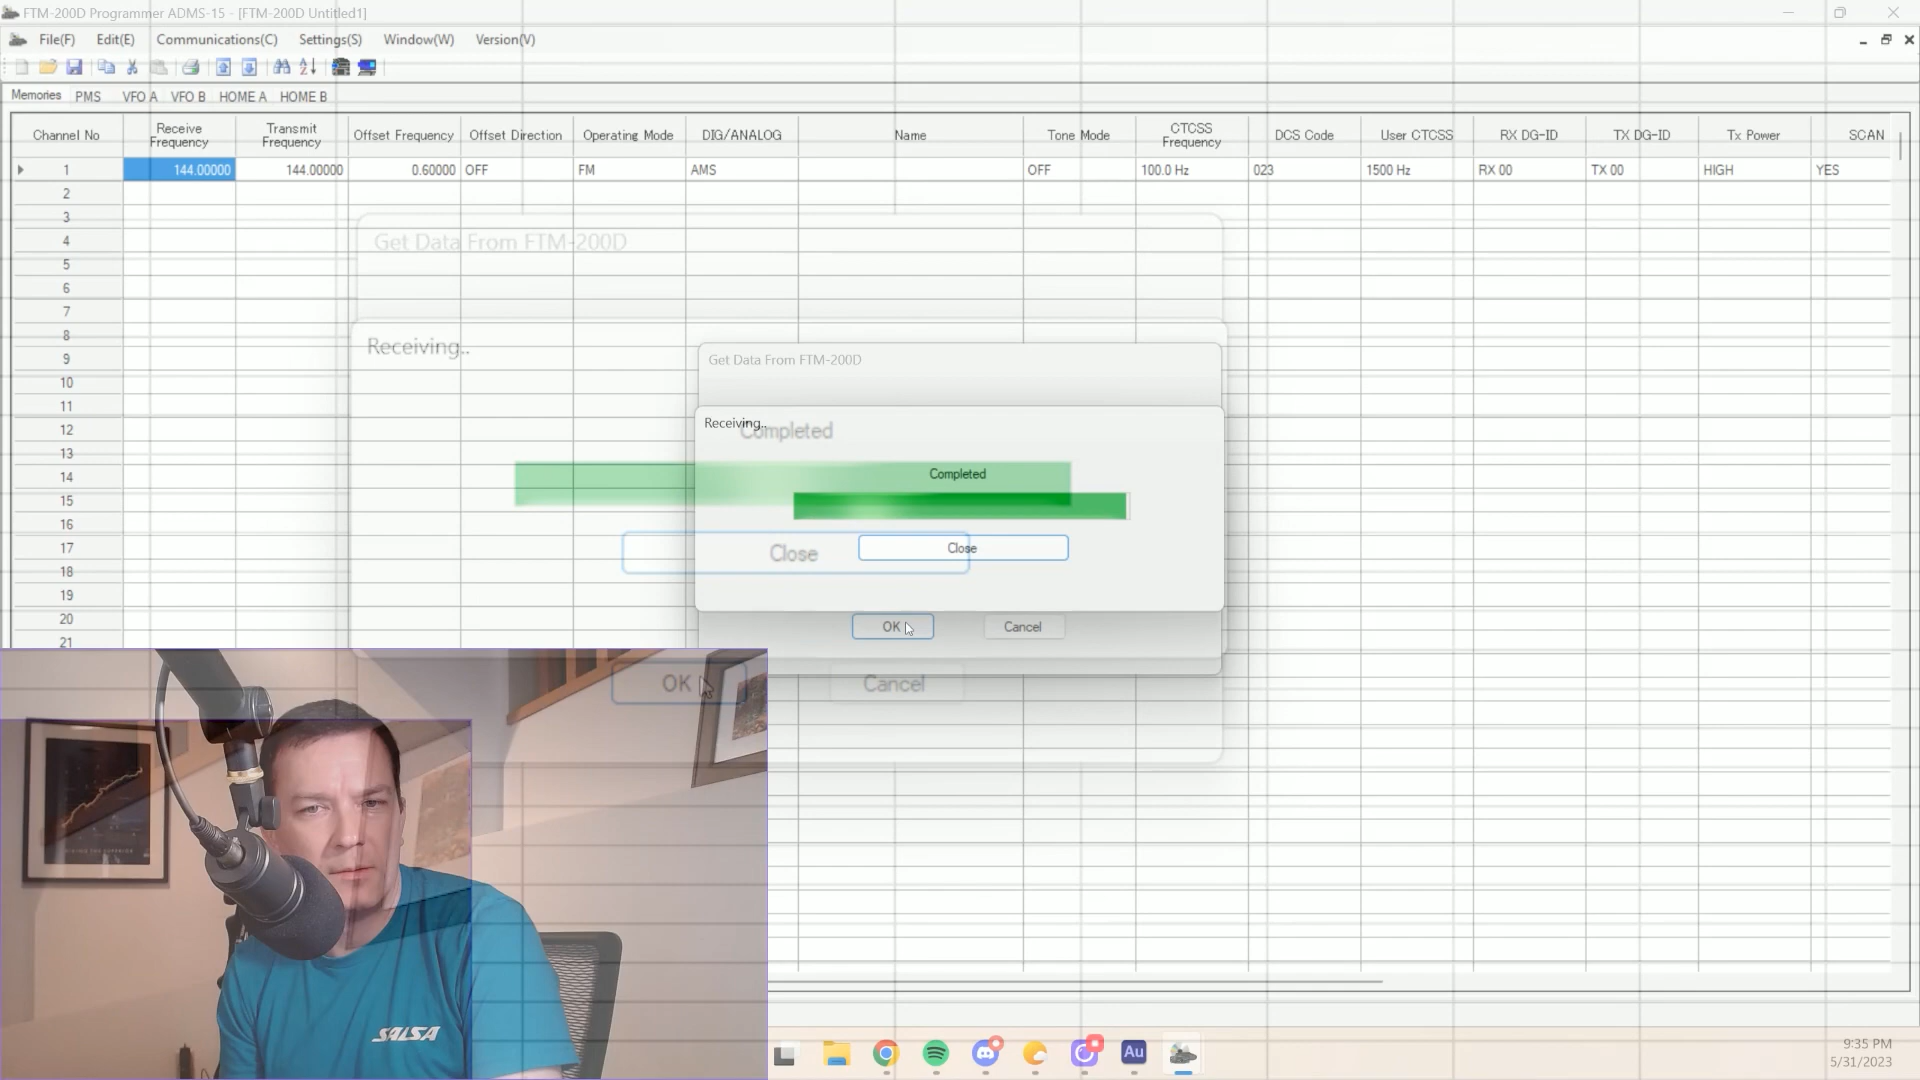 FTM-200D Programmer ADMS-15 - [FTM-200D Untitled1]
File(F) Edit(E) Communications(C) Settings(S) Window(W) Version(V)
Memories PMS VFO A VFO B HOME A HOME B
Channel No Receive Frequency Transmit Frequency Offset Frequency Offset Direction Operating Mode DIG/ANALOG Name Tone Mode CTCSS Frequency DCS Code User CTCSS RX DG-ID TX DG-ID Tx Power SCAN
1 144.00000 144.00000 0.60000 OFF FM AMS OFF 100.0 Hz 023 1500 Hz RX 00 TX 00 HIGH YES
2
3
4
5
6
7
8
9
10
11
12
13
14
15
16
17
18
19
20
21
Get Data From FTM-200D
Receiving..
Completed
Close
OK Cancel
Get Data From FTM-200D
Receiving..
Completed
Close
OK Cancel
SALSA
Au
9:35 PM
5/31/2023